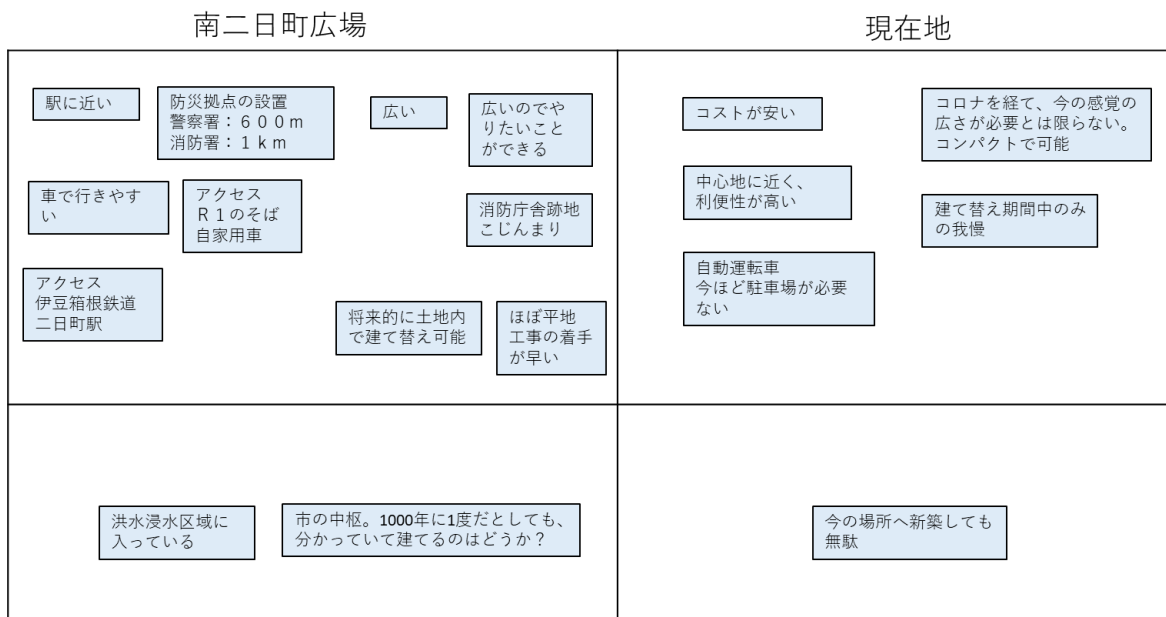 南二日町広場
現在地
駅に近い
防災拠点の設置
警察署：６００ｍ
消防署：１ｋｍ
広い
広いのでや
りたいこと
ができる
車で行きやす
い
アクセス
Ｒ１のそば
自家用車
消防庁舎跡地
こじんまり
アクセス
伊豆箱根鉄道
二日町駅
将来的に土地内
で建て替え可能
ほぼ平地
工事の着手
が早い
コストが安い
コロナを経て、今の感覚の
広さが必要とは限らない。
コンパクトで可能
中心地に近く、
利便性が高い
建て替え期間中のみ
の我慢
自動運転車
今ほど駐車場が必要
ない
洪水浸水区域に
入っている
市の中枢。1000年に1度だとしても、
分かっていて建てるのはどうか？
今の場所へ新築しても
無駄